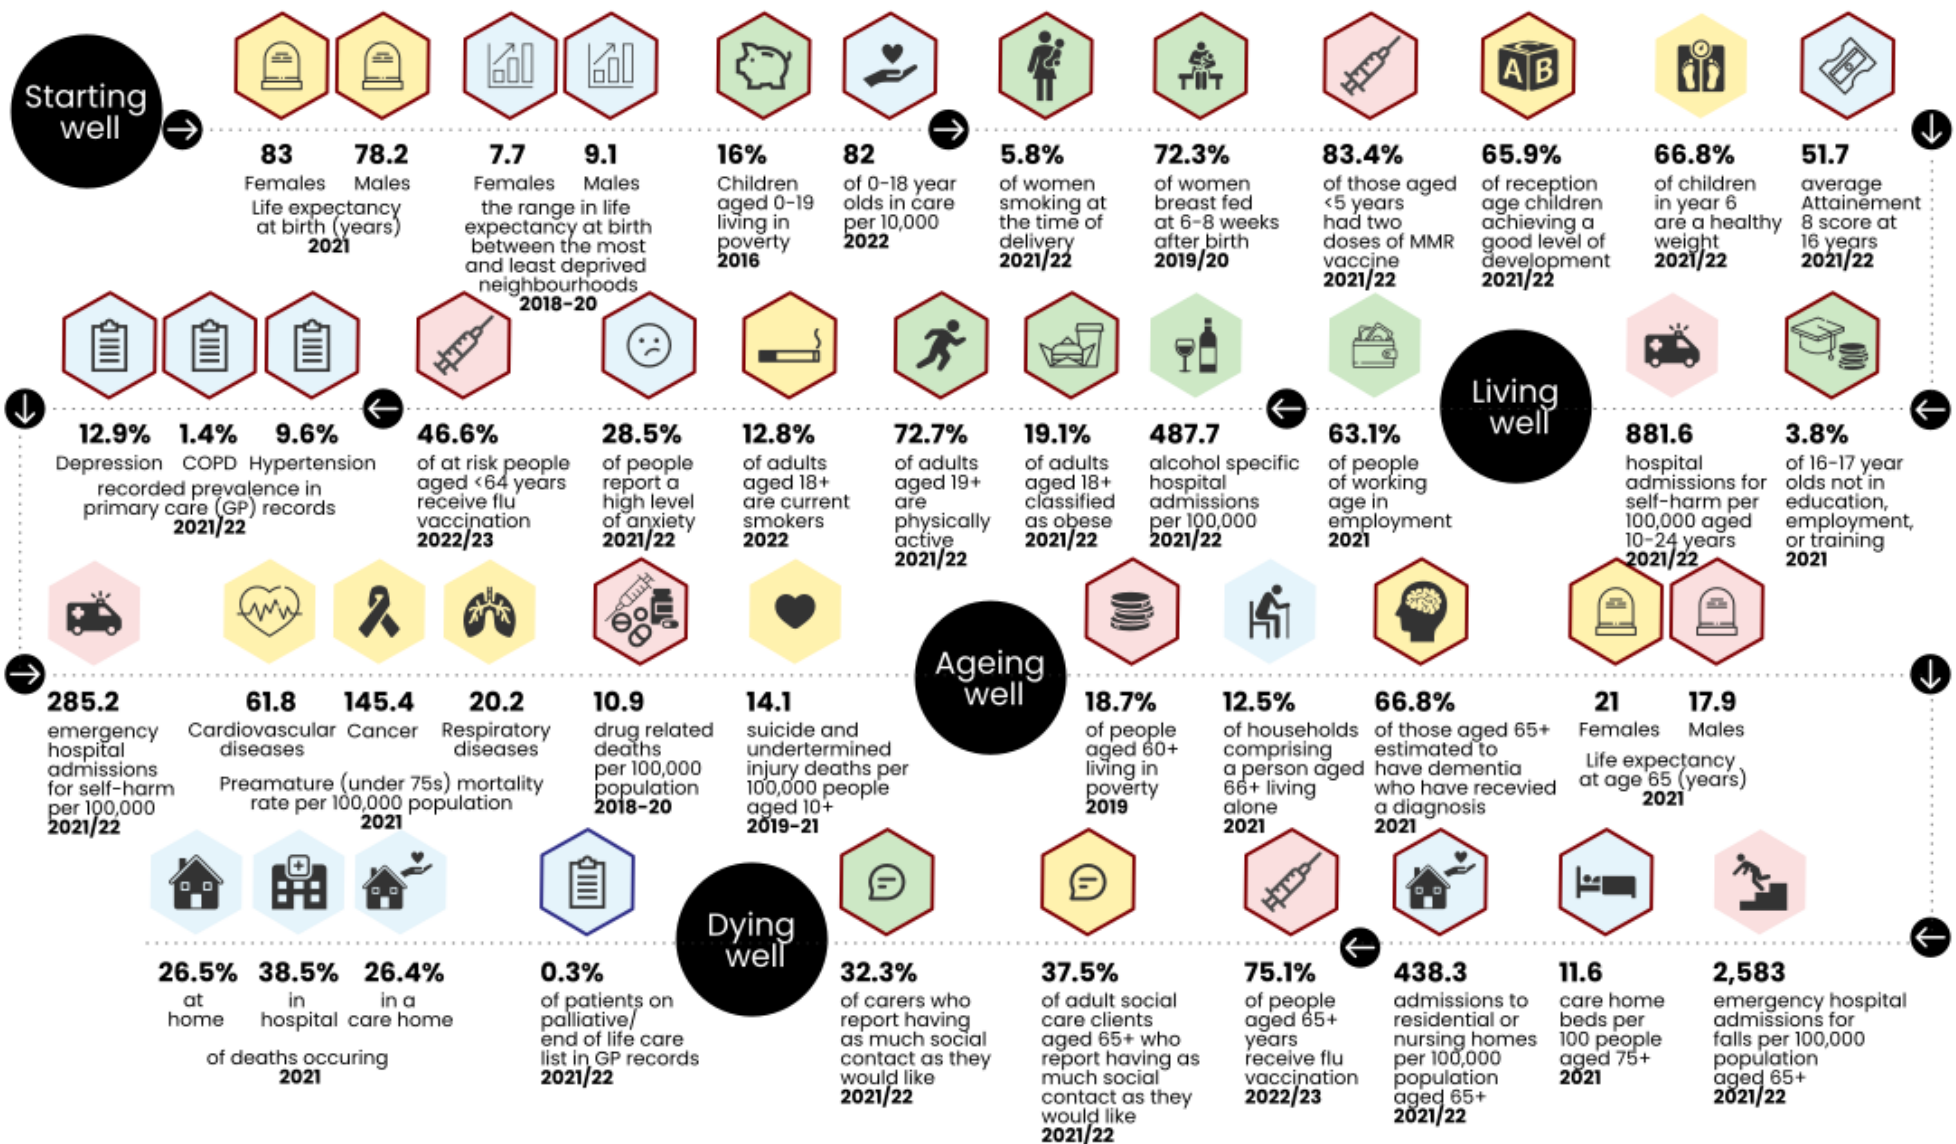 Starting
well
83
Females
78.2
Males
Life expectancy
at birth (years)
2021
7.7
Females
9.1
Males
the range in life
expectancy at birth
between the most
and least deprived
neighbourhoods
2018-20
16%
Children
aged 0-19
living in
poverty
2016
82
of 0-18 year
olds in care
per 10,000
2022
5.8%
of women
smoking at
the time of
delivery
2021/22
72.3%
of women
breast fed
at 6-8 weeks
after birth
2019/20
83.4%
of those aged
<5 years
had two
doses of MMR
vaccine
2021/22
A B
65.9%
of reception
age children
achieving a
good level of
development
2021/22
66.8%
of children
in year 6
are a healthy
weight
2021/22
51.7
average
Attainement
8 score at
16 years
2021/22
3.8%
of 16-17 year
olds not in
education,
employment,
or training
2021
881.6
hospital
admissions for
self-harm per
100,000 aged
10-24 years
2021/22
Living
well
63.1%
of people
of working
age in
employment
2021
487.7
alcohol specific
hospital
admissions
per 100,000
2021/22
19.1%
of adults
aged 18+
classified
as obese
2021/22
72.7%
of adults
aged 19+
are
physically
active
2021/22
12.8%
of adults
aged 18+
are current
smokers
2022
28.5%
of people
report a
high level
of anxiety
2021/22
46.6%
of at risk people
aged <64 years
receive flu
vaccination
2022/23
12.9%
Depression
1.4%
COPD
9.6%
Hypertension
recorded prevalence in
primary care (GP) records
2021/22
285.2
emergency
hospital
admissions
for self-harm
per 100,000
2021/22
61.8
Cardiovascular
diseases
145.4
Cancer
20.2
Respiratory
diseases
Preamature (under 75s) mortality
rate per 100,000 population
2021
10.9
drug related
deaths
per 100,000
population
2018-20
14.1
suicide and
undertermined
injury deaths per
100,000 people
aged 10+
2019-21
Ageing
well
18.7%
of people
aged 60+
living in
poverty
2019
12.5%
of households
comprising
a person aged
66+ living
alone
2021
66.8%
of those aged 65+
estimated to
have dementia
who have recevied
a diagnosis
2021
21
Females
17.9
Males
Life expectancy
at age 65 (years)
2021
2,583
emergency hospital
admissions for
falls per 100,000
population
aged 65+
2021/22
11.6
care home
beds per
100 people
aged 75+
2021
438.3
admissions to
residential or
nursing homes
per 100,000
population
aged 65+
2021/22
75.1%
of people
aged 65+
years
receive flu
vaccination
2022/23
37.5%
of adult social
care clients
aged 65+ who
report having as
much social
contact as they
would like
2021/22
32.3%
of carers who
report having
as much social
contact as they
would like
2021/22
Dying
well
0.3%
of patients on
palliative/
end of life care
list in GP records
2021/22
26.5%
at
home
38.5%
in
hospital
26.4%
in a
care home
of deaths occuring
2021